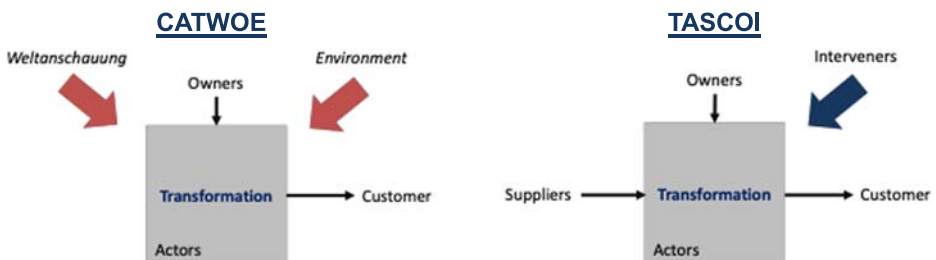 CATWOE
Weltanschauung
Environment
Owners
Transformation
Customer
Actors
TASCOI
Interveners
Owners
Suppliers
Transformation
Customer
Actors